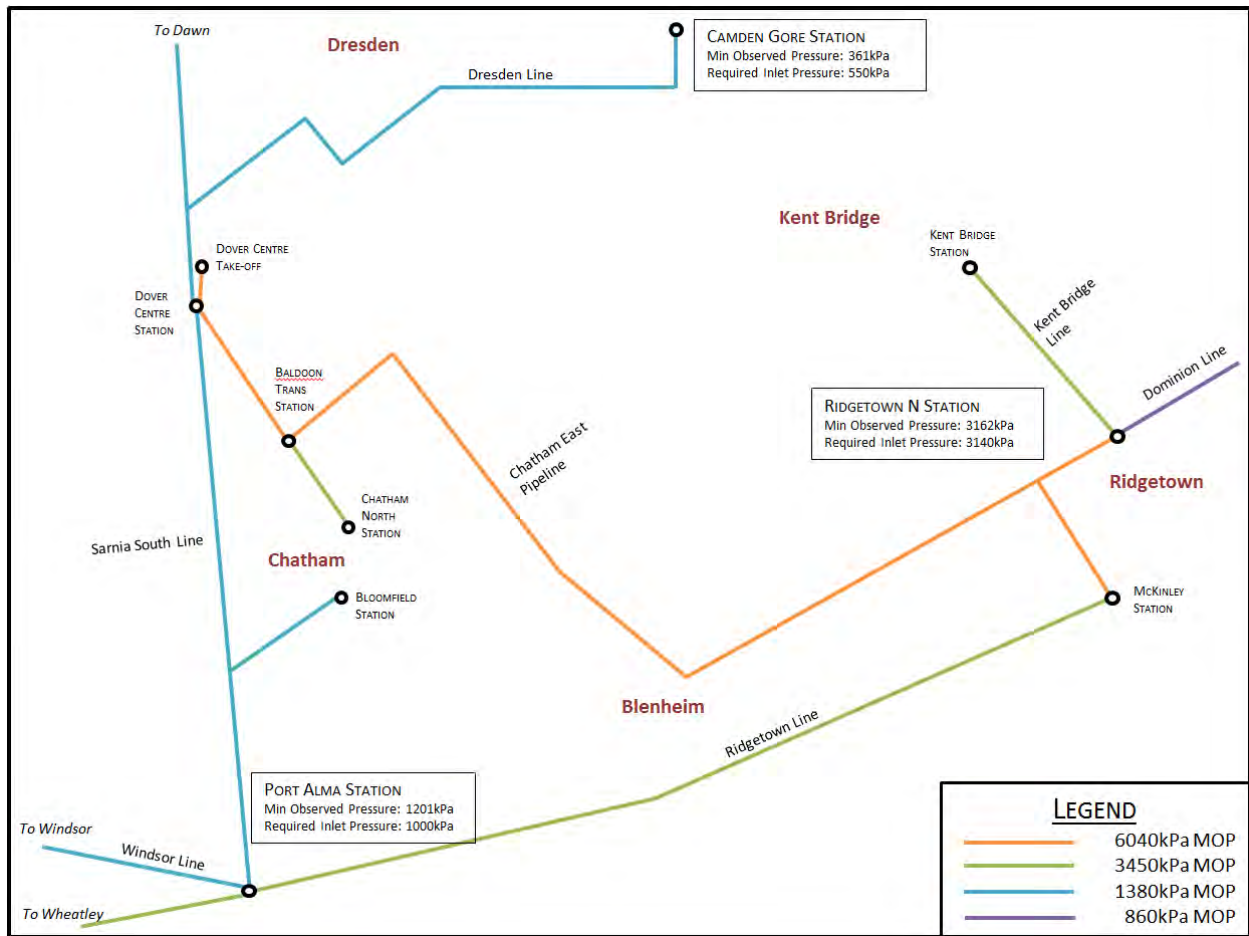 To Dawn
Dresden
CAMDEN GORE STATION
Min Observed Pressure: 361kPa
Required Inlet Pressure: 550kPa
Dresden Line
Kent Bridge
KENT BRIDGE
STATION
DOVER CENTRE
TAKE-OFF
DOVER
CENTRE
STATION
Kent Bridge
Line
Dominion Line
BALDOON
TRANS
STATION
RIDGETOWN N STATION
Min Observed Pressure: 3162kPa
Required Inlet Pressure: 3140kPa
Chatham East
Pipeline
Ridgetown
CHATHAM
NORTH
STATION
Sarnia South Line
Chatham
BLOOMFIELD
STATION
MCKINLEY
STATION
Blenheim
Ridgetown Line
PORT ALMA STATION
Min Observed Pressure: 1201kPa
Required Inlet Pressure: 1000kPa
To Windsor
Windsor Line
To Wheatley
LEGEND
6040kPa MOP
3450kPa MOP
1380kPa MOP
860kPa MOP